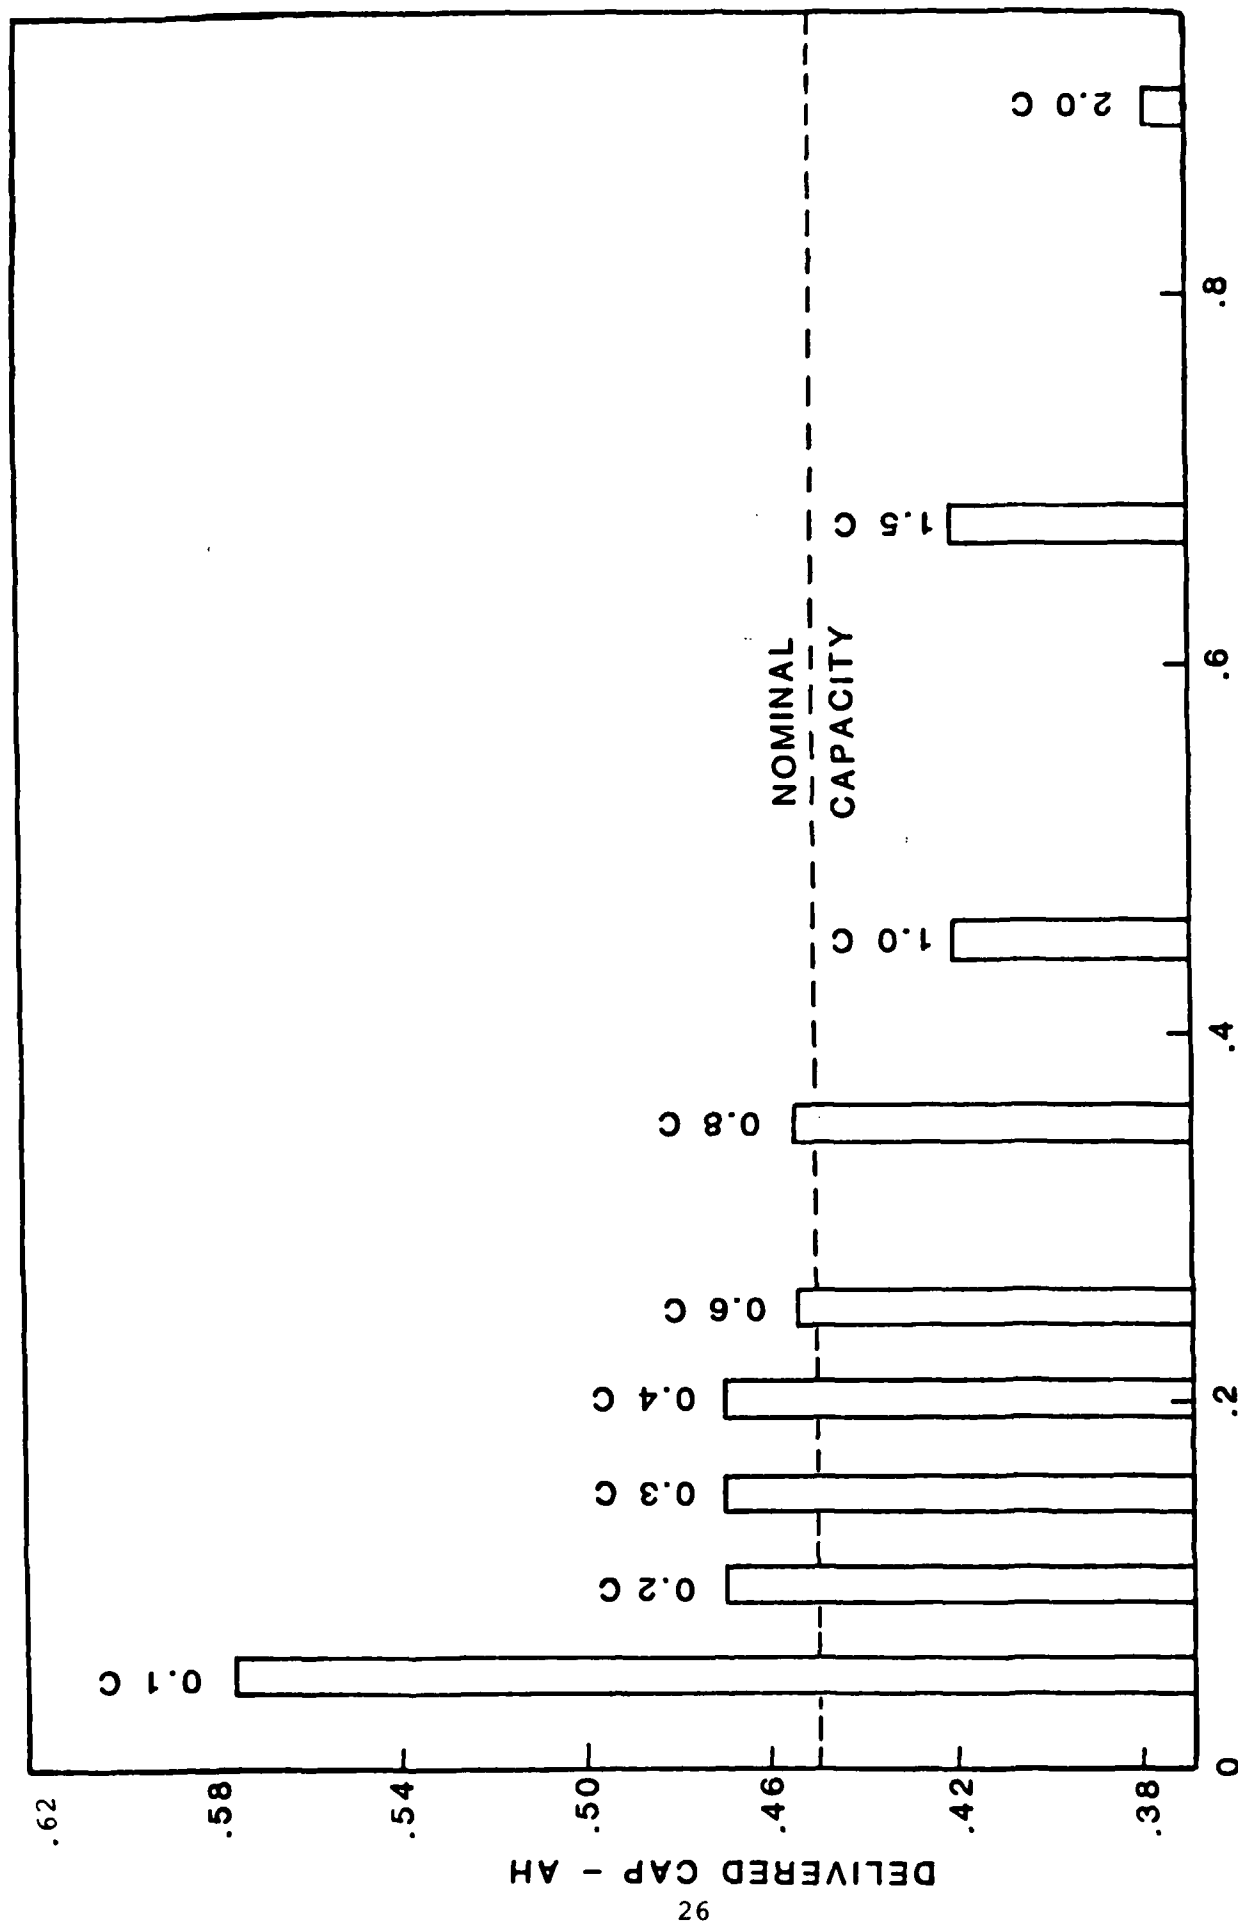 DELIVERED CAP - AH
.62
.58
.54
.50
.46
.42
.38
0
.2
.4
.6
.8
0.1 C
0.2 C
0.3 C
0.4 C
0.6 C
0.8 C
1.0 C
1.5 C
2.0 C
NOMINAL
CAPACITY
26